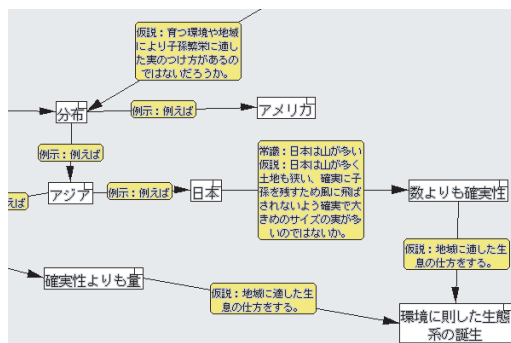 仮説：育つ環境や地域
により子孫繁栄に適し
た実のつけ方があるの
ではないだろうか。
分布
例示：例えば
アメリカ
例示：例えば
常識：日本は山が多い
仮説：日本は山が多く
土地も狭い、確実に子
孫を残すため風に飛ば
されないよう確実で大
きめのサイズの実が多
いのではないか。
えば
アジア
例示：例えば
日本
数よりも確実性
仮説：地域に適した生
息の仕方をする。
確実性よりも量
仮説：地域に適した生
息の仕方をする。
環境に則した生態
系の誕生